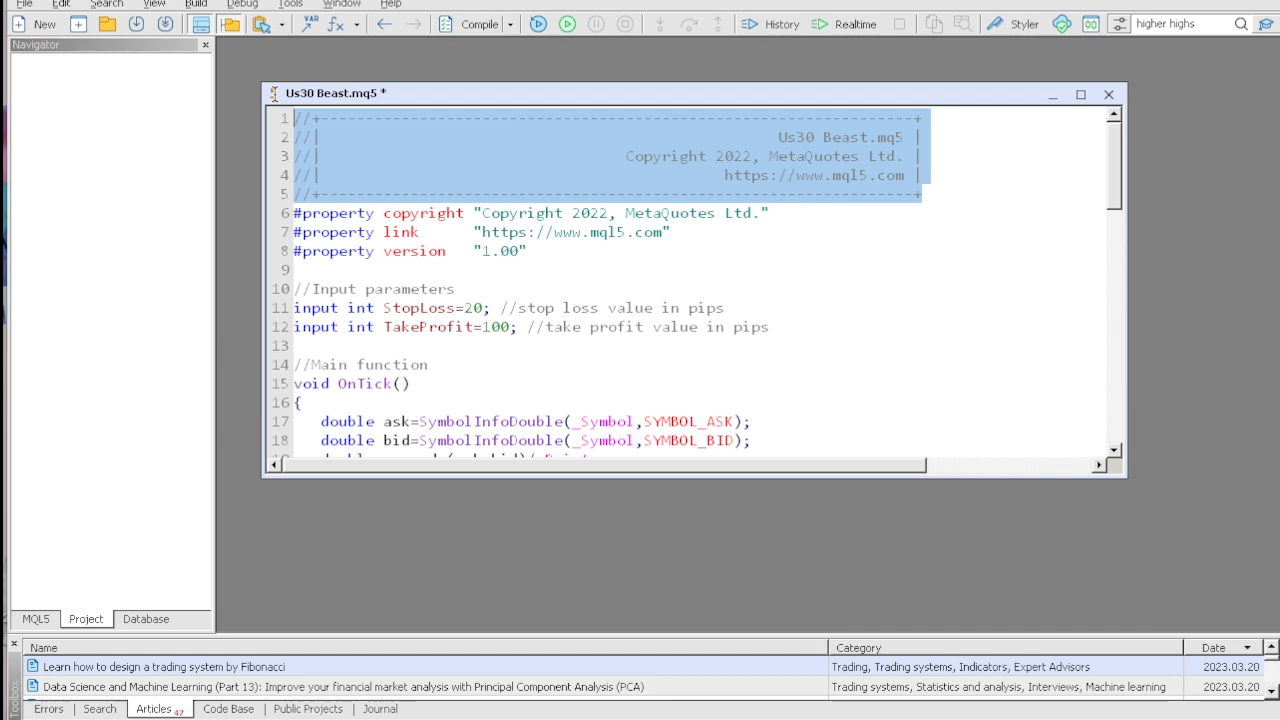 File Edit Search View Build Debug Tools Window Help
New Compile History Realtime Styler higher highs
Navigator
Us30 Beast.mq5 *
1 //+------------------------------------------------------------------+
2 //| Us30 Beast.mq5 |
3 //| Copyright 2022, MetaQuotes Ltd. |
4 //| https://www.mql5.com |
5 //+------------------------------------------------------------------+
6 #property copyright "Copyright 2022, MetaQuotes Ltd."
7 #property link "https://www.mql5.com"
8 #property version "1.00"
9
10 //Input parameters
11 input int StopLoss=20; //stop loss value in pips
12 input int TakeProfit=100; //take profit value in pips
13
14 //Main function
15 void OnTick()
16 {
17 double ask=SymbolInfoDouble(_Symbol,SYMBOL_ASK);
18 double bid=SymbolInfoDouble(_Symbol,SYMBOL_BID);
MQL5 Project Database
Name Category Date
Learn how to design a trading system by Fibonacci Trading, Trading systems, Indicators, Expert Advisors 2023.03.20
Data Science and Machine Learning (Part 13): Improve your financial market analysis with Principal Component Analysis (PCA) Trading systems, Statistics and analysis, Interviews, Machine learning 2023.03.20
Toolbox
Errors Search Articles 47 Code Base Public Projects Journal